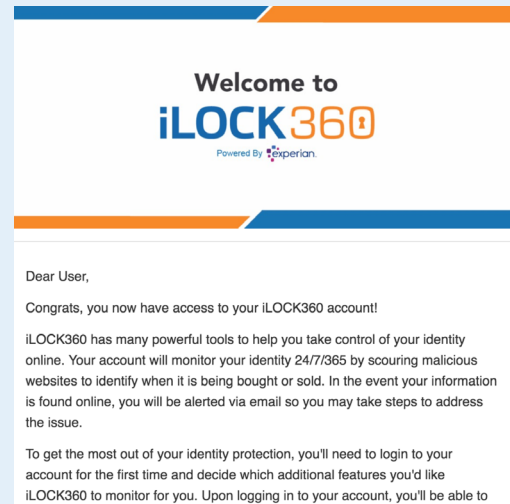 Welcome to
iLOCK360
Powered By experian.
Dear User,
Congrats, you now have access to your iLOCK360 account!
iLOCK360 has many powerful tools to help you take control of your identity
online. Your account will monitor your identity 24/7/365 by scouring malicious
websites to identify when it is being bought or sold. In the event your information
is found online, you will be alerted via email so you may take steps to address
the issue.
To get the most out of your identity protection, you'll need to login to your
account for the first time and decide which additional features you'd like
iLOCK360 to monitor for you. Upon logging in to your account, you'll be able to